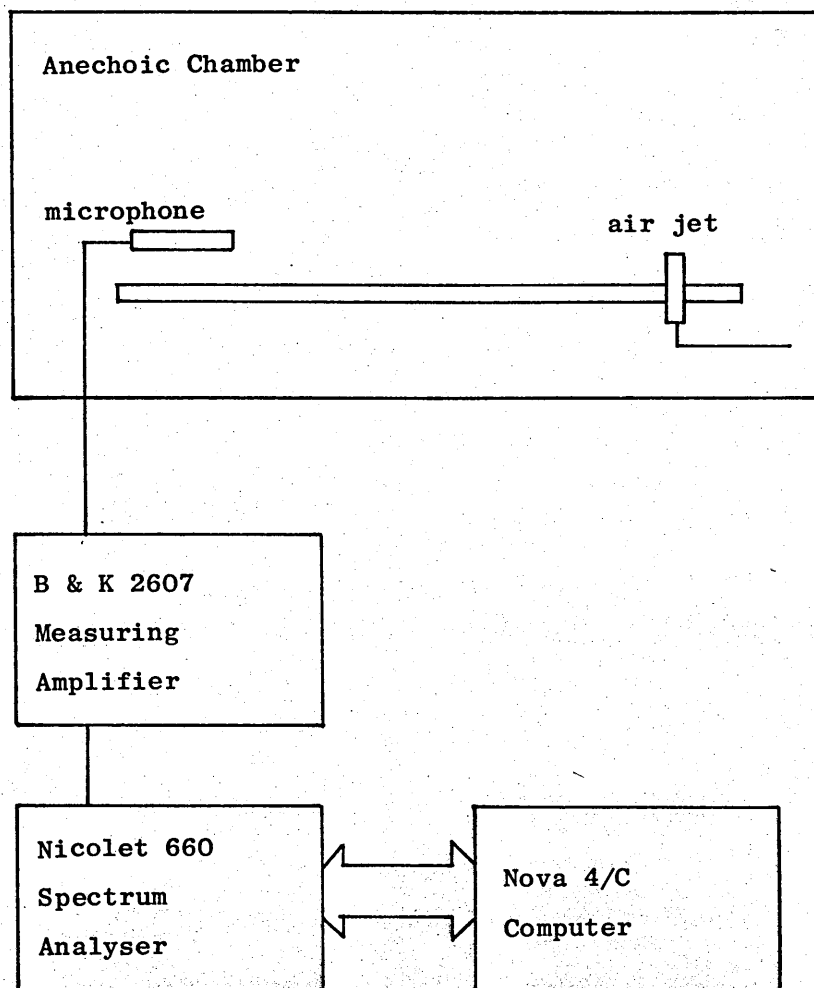 Anechoic Chamber
microphone
air jet
B & K 2607
Measuring
Amplifier
Nicolet 660
Spectrum
Analyser
Nova 4/C
Computer